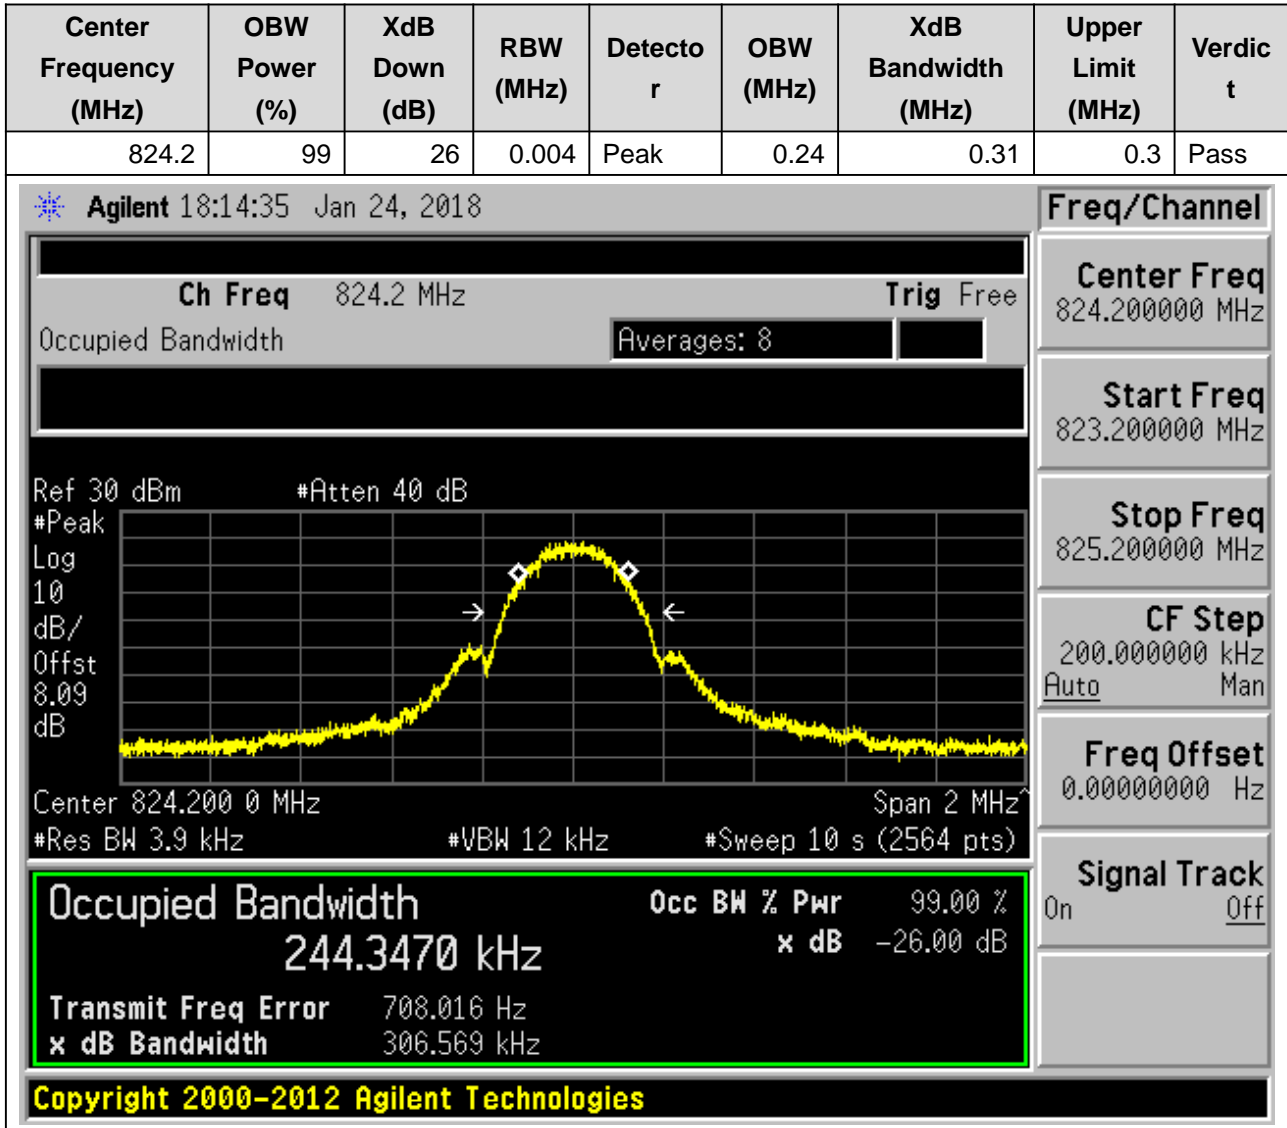 Center Frequency (MHz) OBW Power (%) XdB Down (dB) RBW (MHz) Detector OBW (MHz) XdB Bandwidth (MHz) Upper Limit (MHz) Verdict
824.2 99 26 0.004 Peak 0.24 0.31 0.3 Pass
Agilent 18:14:35 Jan 24, 2018
Ch Freq 824.2 MHz Trig Free
Occupied Bandwidth Averages: 8
Ref 30 dBm #Atten 40 dB
#Peak
Log
10
dB/
Offst
8.09
dB
Center 824.200 0 MHz Span 2 MHz^
#Res BW 3.9 kHz #VBW 12 kHz #Sweep 10 s (2564 pts)
Occupied Bandwidth Occ BW % Pwr 99.00 %
244.3470 kHz x dB -26.00 dB
Transmit Freq Error 708.016 Hz
x dB Bandwidth 306.569 kHz
Copyright 2000-2012 Agilent Technologies
Freq/Channel
Center Freq
824.200000 MHz
Start Freq
823.200000 MHz
Stop Freq
825.200000 MHz
CF Step
200.000000 kHz
Auto Man
Freq Offset
0.00000000 Hz
Signal Track
On Off